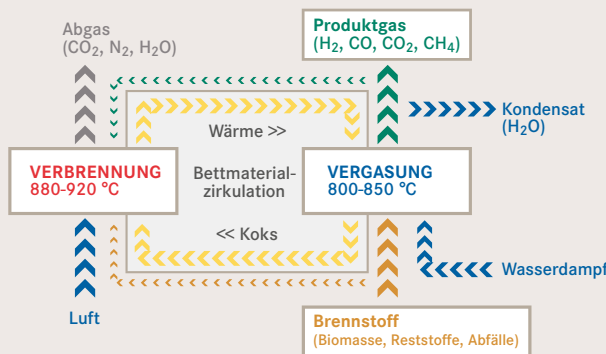 Abgas
(CO₂, N₂, H₂O)
Produktgas
(H₂, CO, CO₂, CH₄)
Wärme >>
Kondensat
(H₂O)
VERBRENNUNG
880-920 °C
Bettmaterial-
zirkulation
VERGASUNG
800-850 °C
<< Koks
Wasserdampf
Luft
Brennstoff
(Biomasse, Reststoffe, Abfälle)